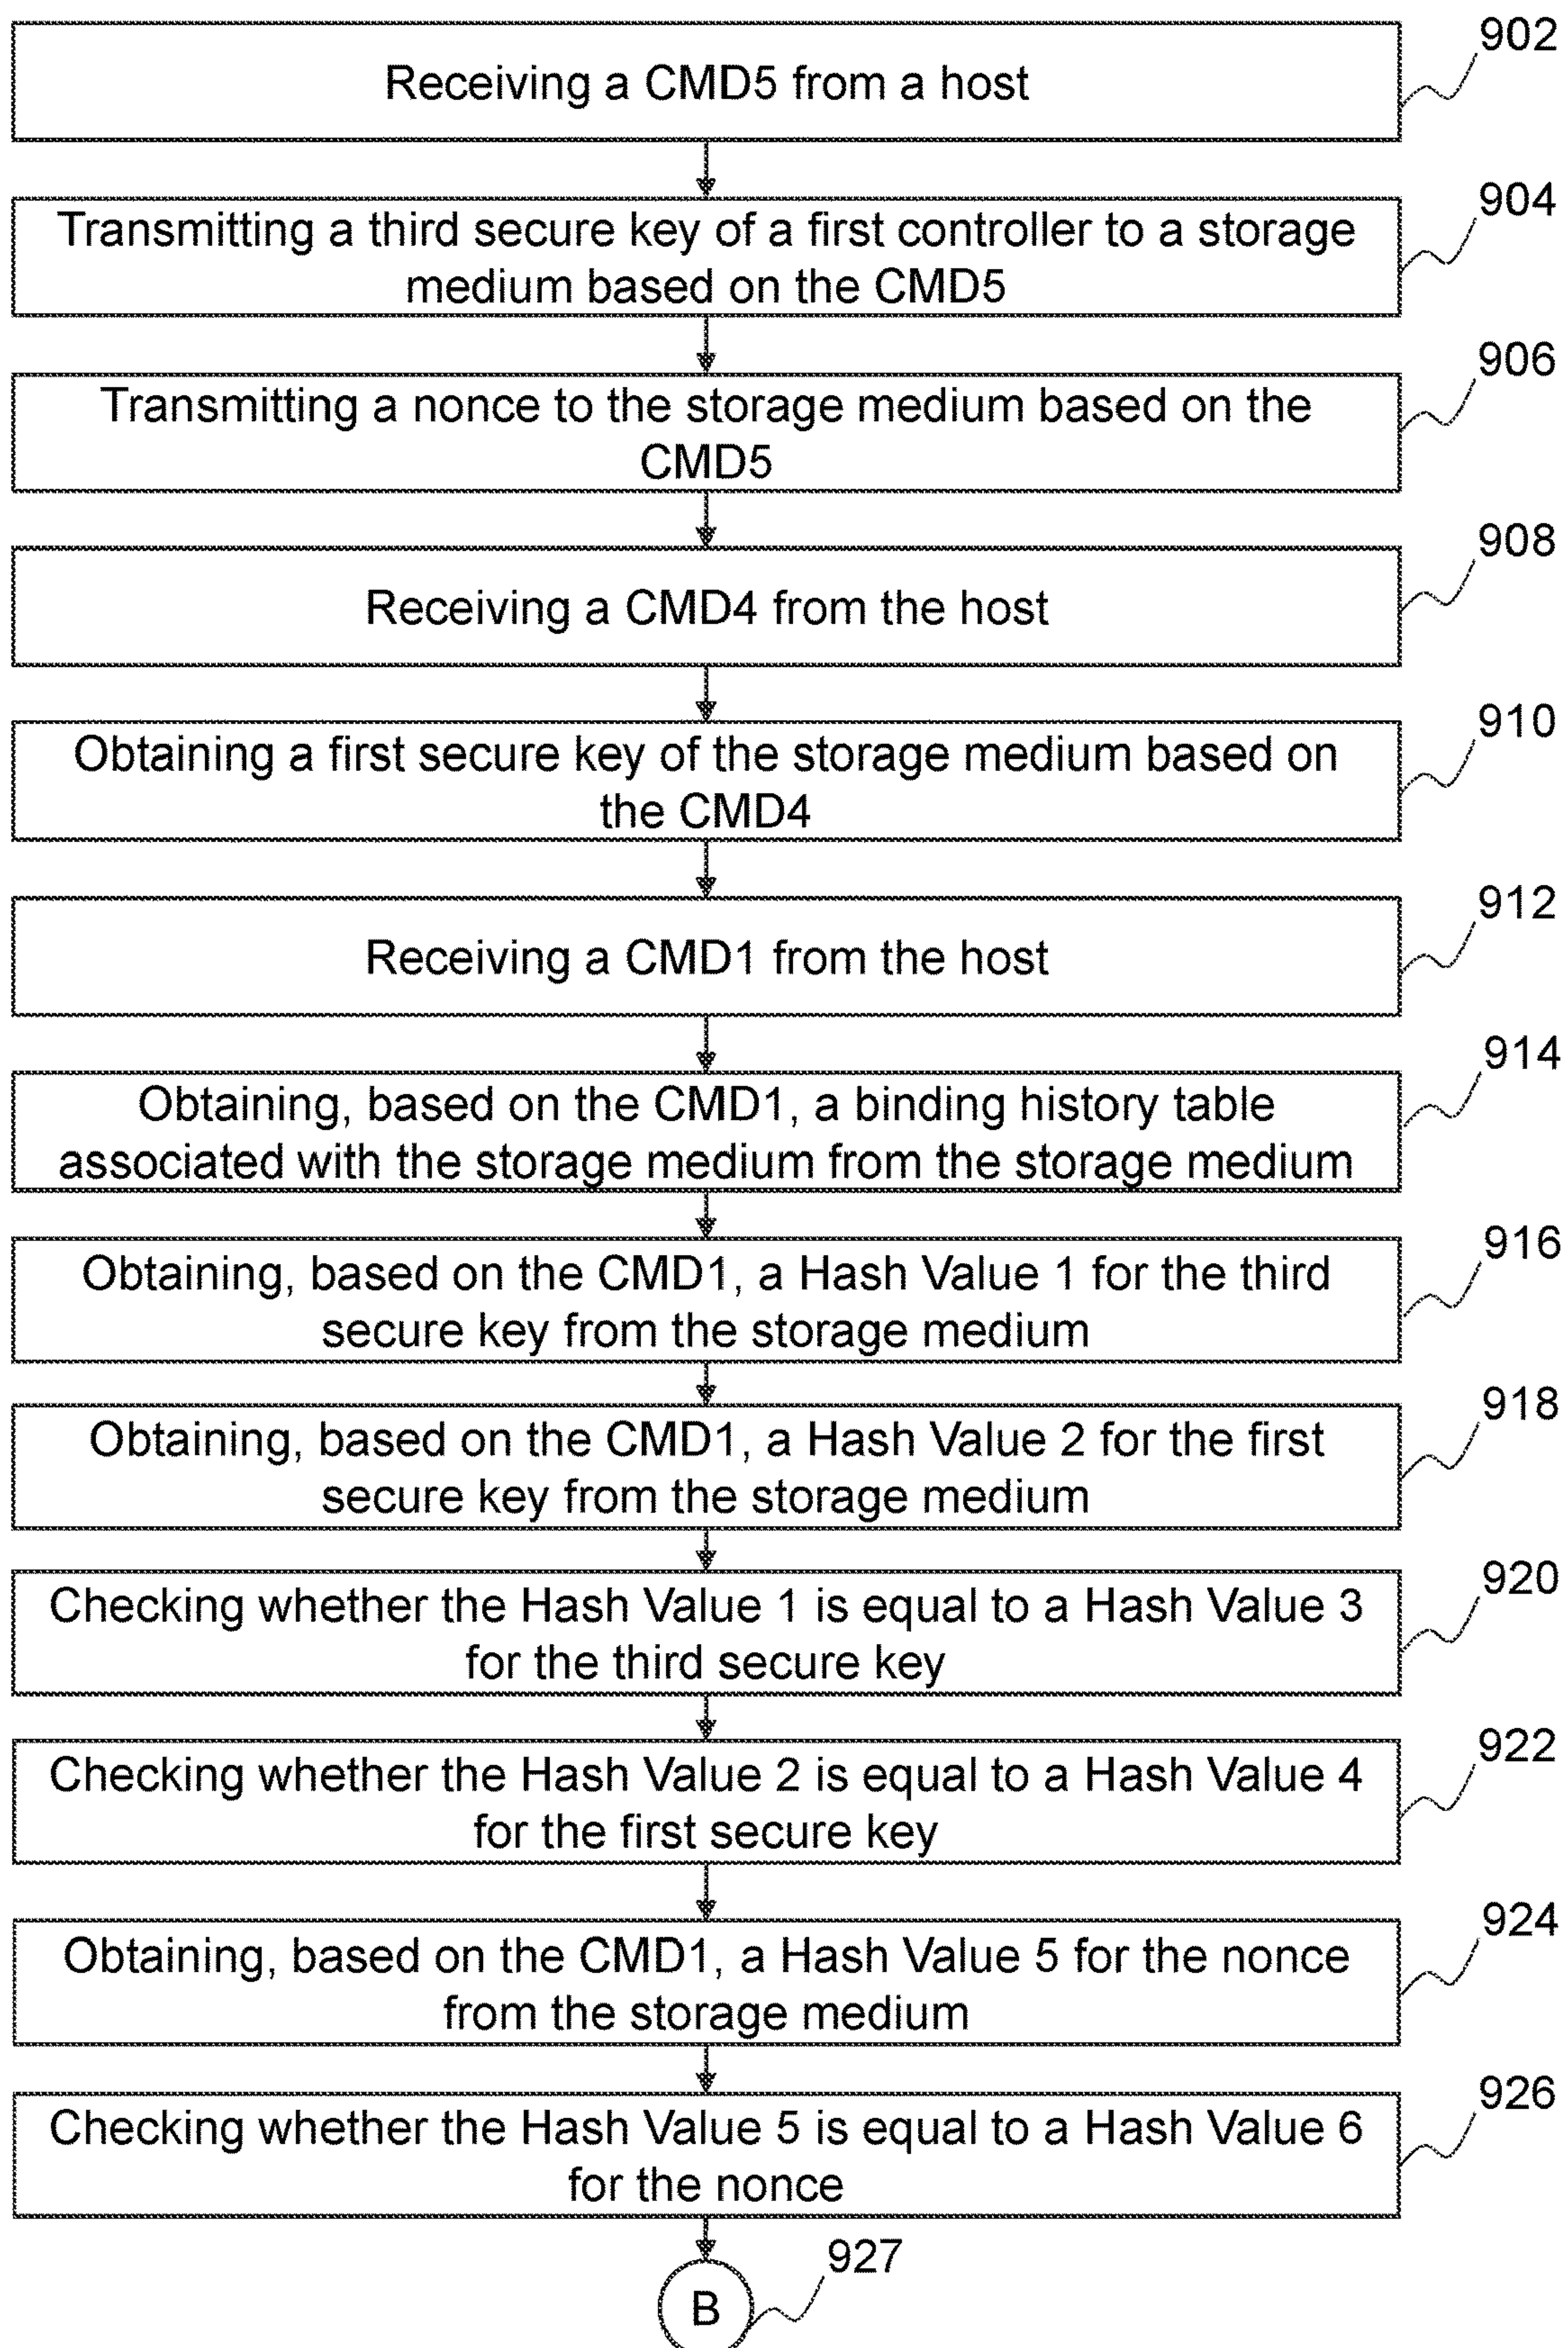 902
Receiving a CMD5 from a host
904
Transmitting a third secure key of a first controller to a storage
medium based on the CMD5
906
Transmitting a nonce to the storage medium based on the
CMD5
908
Receiving a CMD4 from the host
910
Obtaining a first secure key of the storage medium based on
the CMD4
912
Receiving a CMD1 from the host
914
Obtaining, based on the CMD1, a binding history table
associated with the storage medium from the storage medium
916
Obtaining, based on the CMD1, a Hash Value 1 for the third
secure key from the storage medium
918
Obtaining, based on the CMD1, a Hash Value 2 for the first
secure key from the storage medium
920
Checking whether the Hash Value 1 is equal to a Hash Value 3
for the third secure key
922
Checking whether the Hash Value 2 is equal to a Hash Value 4
for the first secure key
924
Obtaining, based on the CMD1, a Hash Value 5 for the nonce
from the storage medium
926
Checking whether the Hash Value 5 is equal to a Hash Value 6
for the nonce
927
B